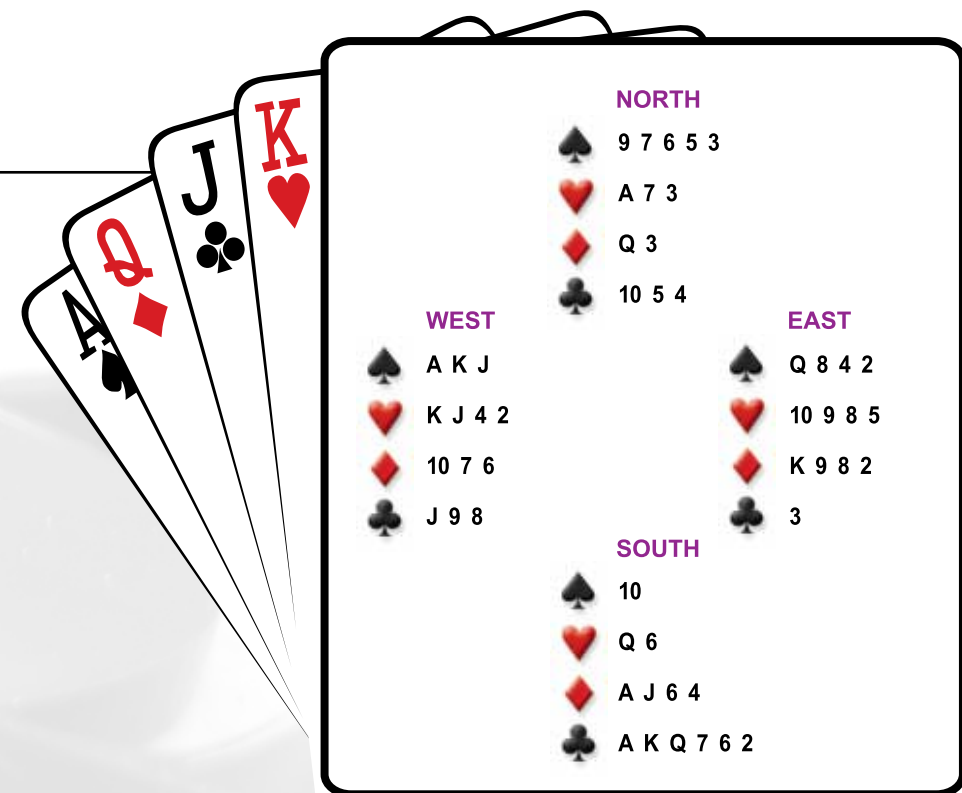 NORTH
9 7 6 5 3
A 7 3
Q 3
10 5 4
WEST
A K J
K J 4 2
10 7 6
J 9 8
EAST
Q 8 4 2
10 9 8 5
K 9 8 2
3
SOUTH
10
Q 6
A J 6 4
A K Q 7 6 2
A
Q
J
K